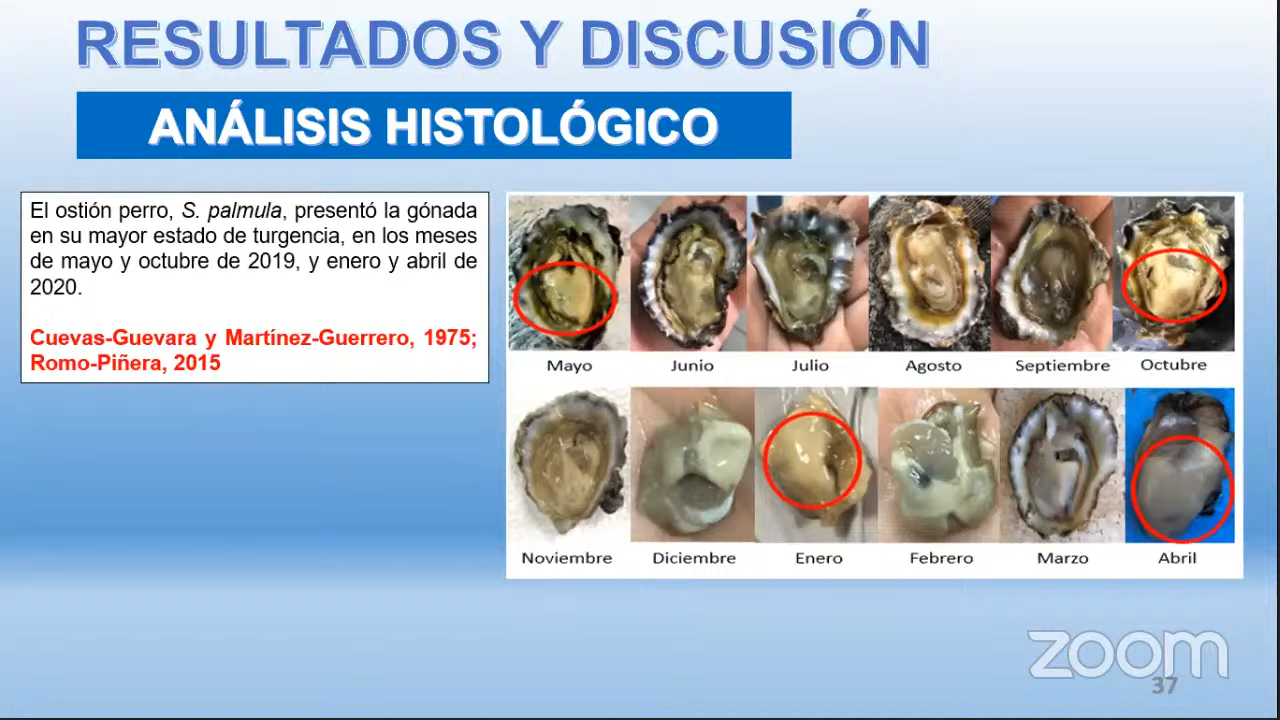 RESULTADOS Y DISCUSIÓN
ANÁLISIS HISTOLÓGICO
El ostión perro, S. palmula, presentó la gónada
en su mayor estado de turgencia, en los meses
de mayo y octubre de 2019, y enero y abril de
2020.
Cuevas-Guevara y Martínez-Guerrero, 1975;
Romo-Piñera, 2015
Mayo Junio Julio Agosto Septiembre Octubre
Noviembre Diciembre Enero Febrero Marzo Abril
zoom
37